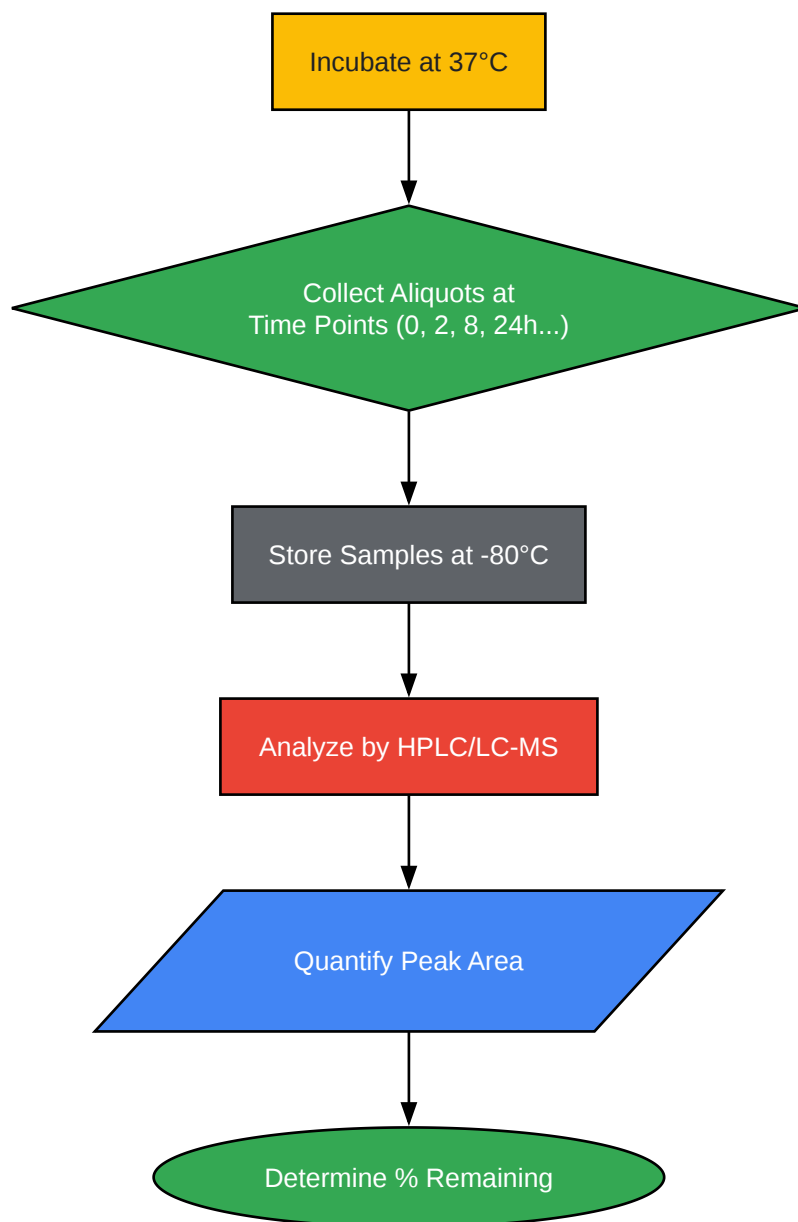 Incubate at 37°C
Collect Aliquots at
Time Points (0, 2, 8, 24h...)
Store Samples at -80°C
Analyze by HPLC/LC-MS
Quantify Peak Area
Determine % Remaining